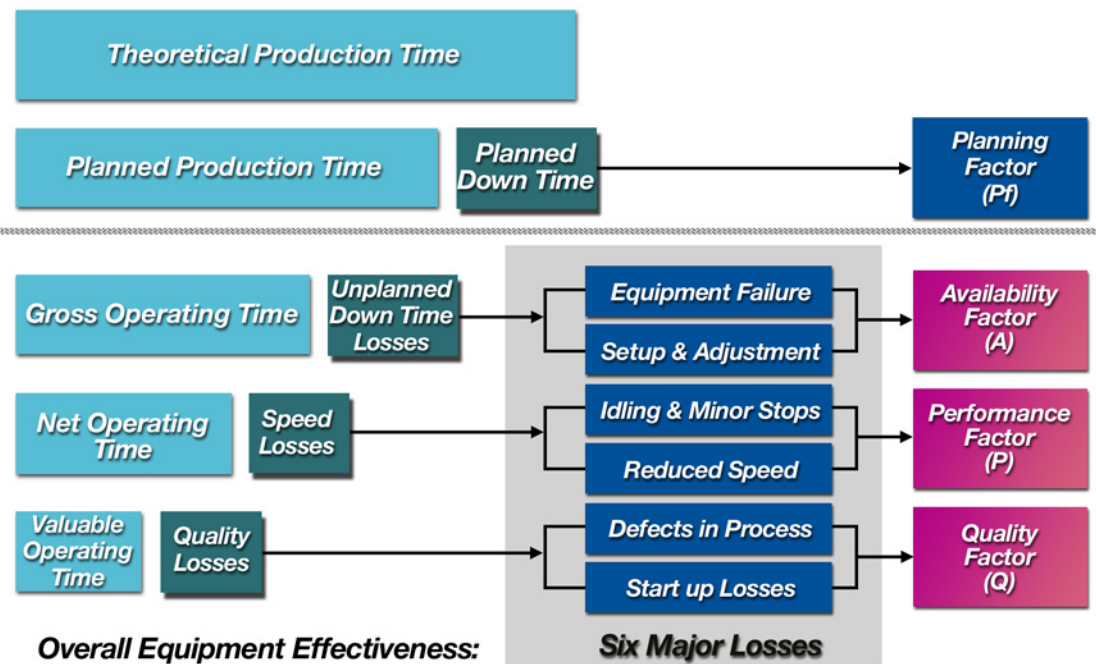 Theoretical Production Time
Planned Production Time
Planned
Down Time
Planning
Factor
(Pf)
Gross Operating Time
Unplanned
Down Time
Losses
Equipment Failure
Setup & Adjustment
Availability
Factor
(A)
Net Operating
Time
Speed
Losses
Idling & Minor Stops
Reduced Speed
Performance
Factor
(P)
Valuable
Operating
Time
Quality
Losses
Defects in Process
Start up Losses
Quality
Factor
(Q)
Overall Equipment Effectiveness:
Six Major Losses